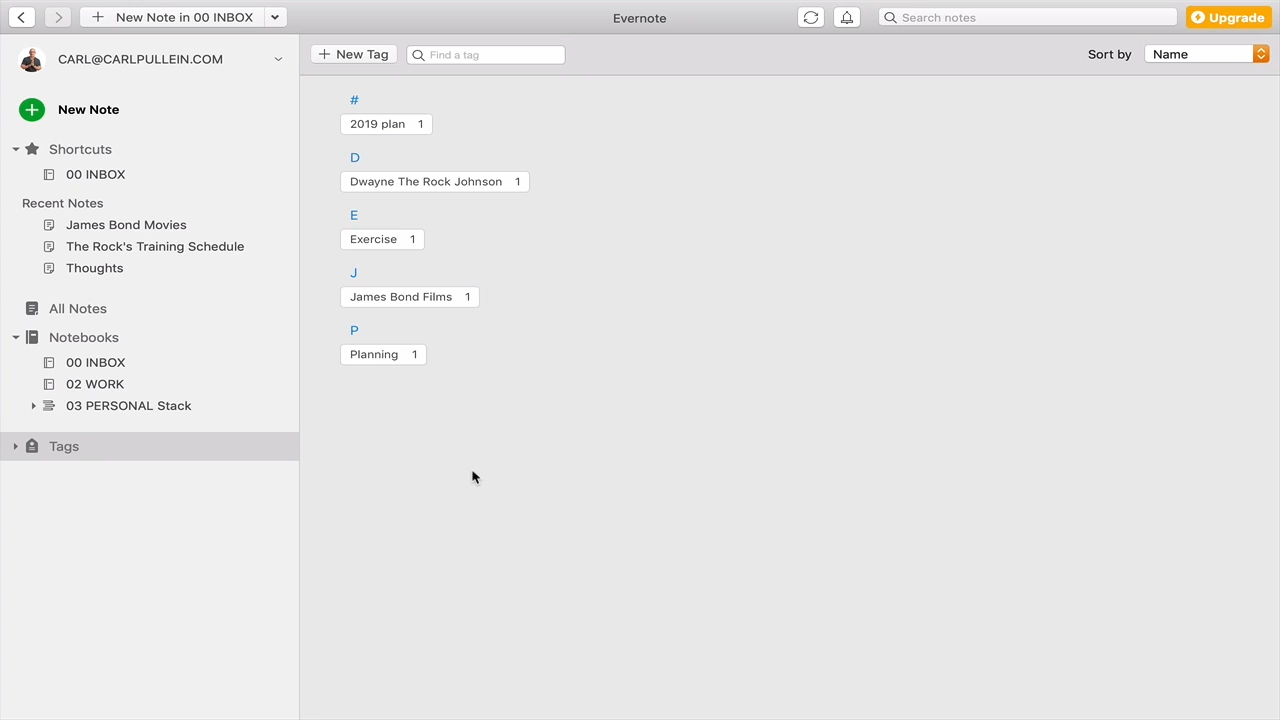 New Note in 00 INBOX
Evernote
Search notes
Upgrade
CARL@CARLPULLEIN.COM
New Note
Shortcuts
00 INBOX
Recent Notes
James Bond Movies
The Rock's Training Schedule
Thoughts
All Notes
Notebooks
00 INBOX
02 WORK
03 PERSONAL Stack
Tags
New Tag
Find a tag
Sort by
Name
#
2019 plan 1
D
Dwayne The Rock Johnson 1
E
Exercise 1
J
James Bond Films 1
P
Planning 1